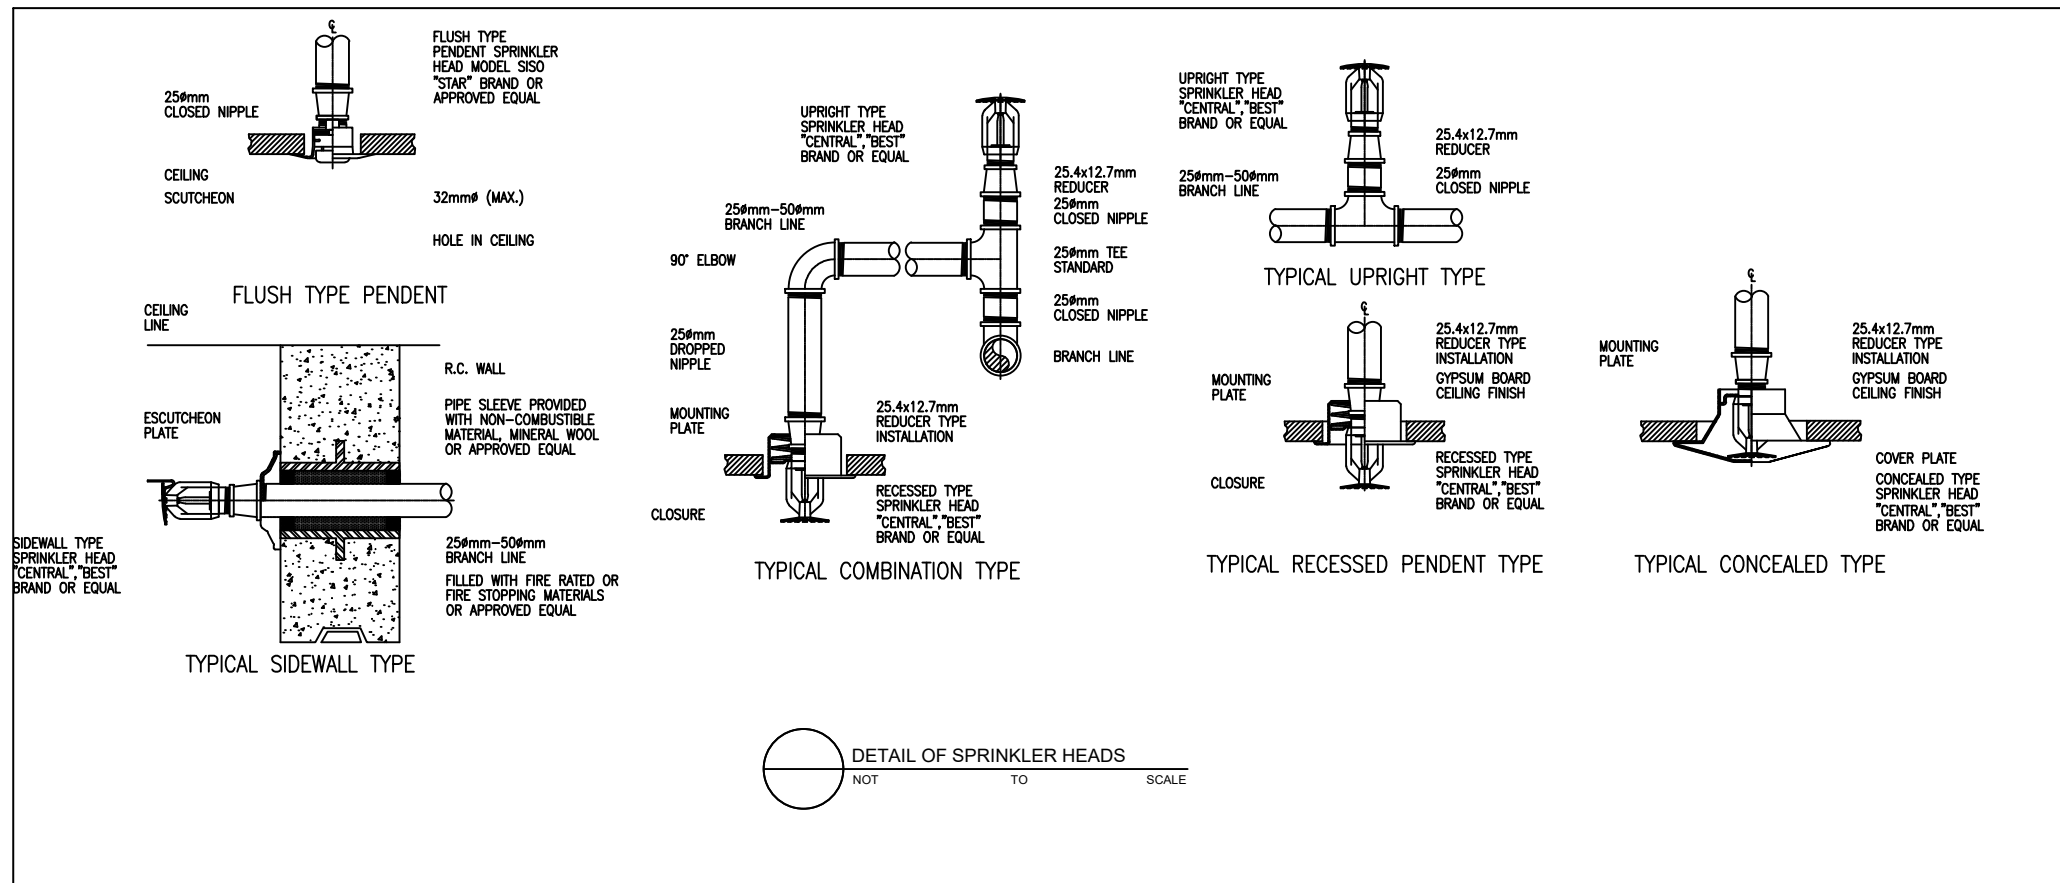 ℄
FLUSH TYPE
PENDENT SPRINKLER
HEAD MODEL SISO
"STAR" BRAND OR
APPROVED EQUAL
25ømm
CLOSED NIPPLE
CEILING
SCUTCHEON
32mmø (MAX.)
HOLE IN CEILING
FLUSH TYPE PENDENT
CEILING
LINE
R.C. WALL
PIPE SLEEVE PROVIDED
WITH NON-COMBUSTIBLE
MATERIAL, MINERAL WOOL
OR APPROVED EQUAL
ESCUTCHEON
PLATE
SIDEWALL TYPE
SPRINKLER HEAD
"CENTRAL","BEST"
BRAND OR EQUAL
25ømm-50ømm
BRANCH LINE
FILLED WITH FIRE RATED OR
FIRE STOPPING MATERIALS
OR APPROVED EQUAL
TYPICAL SIDEWALL TYPE
UPRIGHT TYPE
SPRINKLER HEAD
"CENTRAL","BEST"
BRAND OR EQUAL
25.4x12.7mm
REDUCER
25ømm
CLOSED NIPPLE
25ømm-50ømm
BRANCH LINE
90° ELBOW
25ømm TEE
STANDARD
25ømm
CLOSED NIPPLE
25ømm
DROPPED
NIPPLE
BRANCH LINE
MOUNTING
PLATE
25.4x12.7mm
REDUCER TYPE
INSTALLATION
CLOSURE
RECESSED TYPE
SPRINKLER HEAD
"CENTRAL","BEST"
BRAND OR EQUAL
TYPICAL COMBINATION TYPE
UPRIGHT TYPE
SPRINKLER HEAD
"CENTRAL","BEST"
BRAND OR EQUAL
25.4x12.7mm
REDUCER
25ømm-50ømm
BRANCH LINE
25ømm
CLOSED NIPPLE
TYPICAL UPRIGHT TYPE
℄
25.4x12.7mm
REDUCER TYPE
INSTALLATION
GYPSUM BOARD
CEILING FINISH
MOUNTING
PLATE
CLOSURE
RECESSED TYPE
SPRINKLER HEAD
"CENTRAL","BEST"
BRAND OR EQUAL
TYPICAL RECESSED PENDENT TYPE
℄
MOUNTING
PLATE
25.4x12.7mm
REDUCER TYPE
INSTALLATION
GYPSUM BOARD
CEILING FINISH
COVER PLATE
CONCEALED TYPE
SPRINKLER HEAD
"CENTRAL","BEST"
BRAND OR EQUAL
TYPICAL CONCEALED TYPE
DETAIL OF SPRINKLER HEADS
NOT TO SCALE